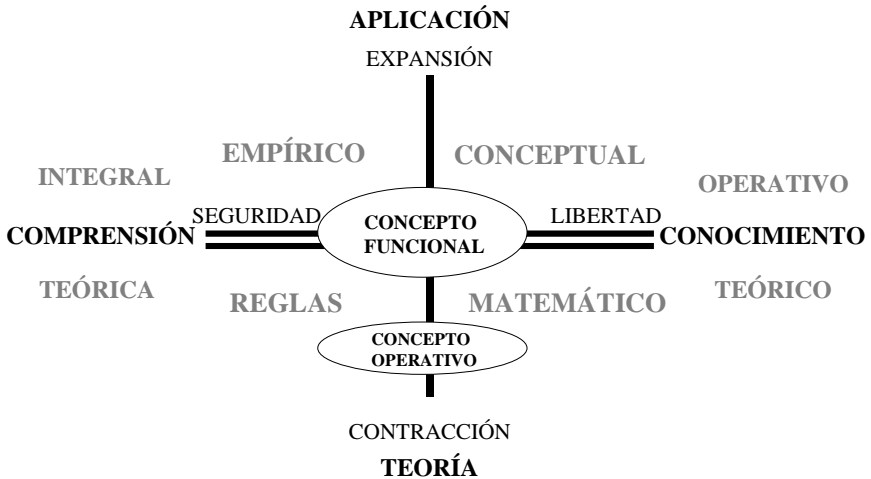 APLICACIÓN
EXPANSIÓN
EMPÍRICO
CONCEPTUAL
INTEGRAL
OPERATIVO
SEGURIDAD
LIBERTAD
COMPRENSIÓN
CONCEPTO
FUNCIONAL
CONOCIMIENTO
TEÓRICA
REGLAS
MATEMÁTICO
TEÓRICO
CONCEPTO
OPERATIVO
CONTRACCIÓN
TEORÍA